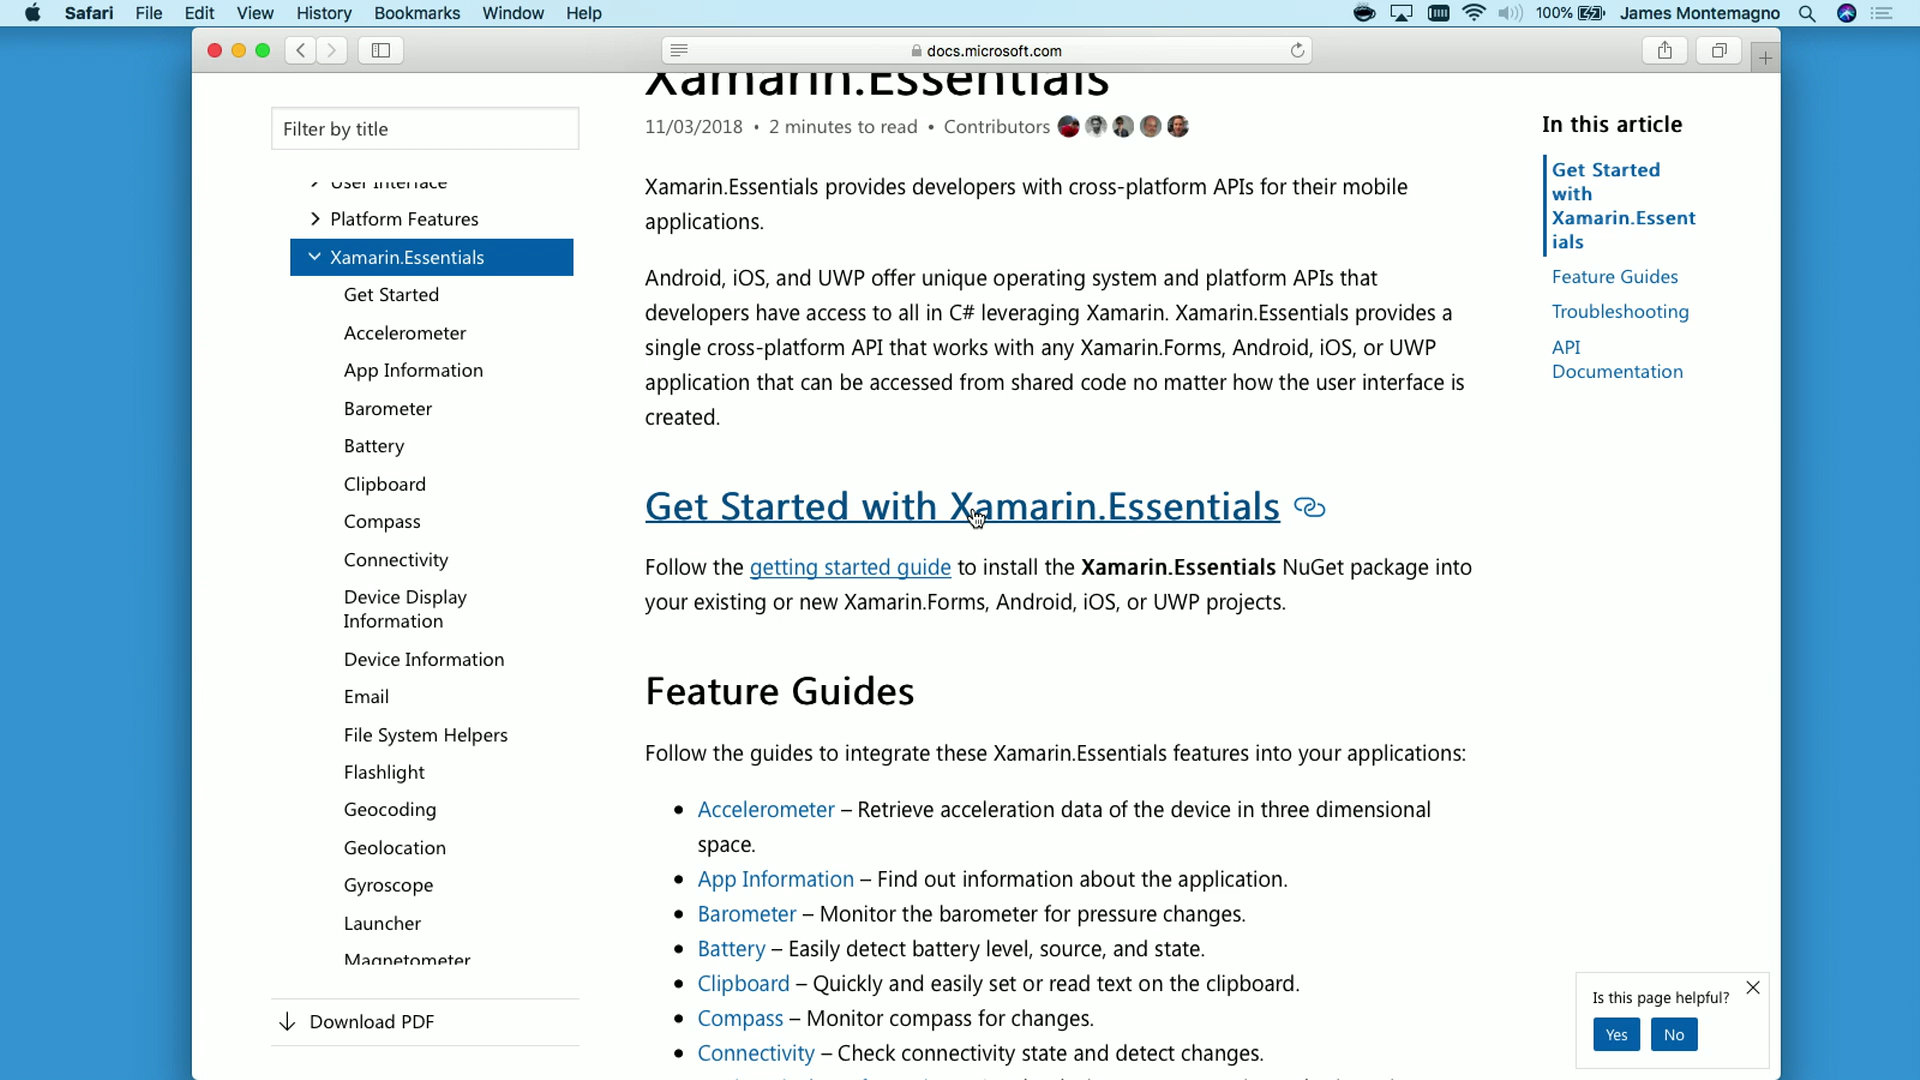 Safari File Edit View History Bookmarks Window Help 100% James Montemagno
docs.microsoft.com
Xamarin.Essentials
11/03/2018 • 2 minutes to read • Contributors
Filter by title
User Interface
Platform Features
Xamarin.Essentials
Get Started
Accelerometer
App Information
Barometer
Battery
Clipboard
Compass
Connectivity
Device Display
Information
Device Information
Email
File System Helpers
Flashlight
Geocoding
Geolocation
Gyroscope
Launcher
Magnetometer
Download PDF
Xamarin.Essentials provides developers with cross-platform APIs for their mobile
applications.
Android, iOS, and UWP offer unique operating system and platform APIs that
developers have access to all in C# leveraging Xamarin. Xamarin.Essentials provides a
single cross-platform API that works with any Xamarin.Forms, Android, iOS, or UWP
application that can be accessed from shared code no matter how the user interface is
created.
Get Started with Xamarin.Essentials
Follow the getting started guide to install the Xamarin.Essentials NuGet package into
your existing or new Xamarin.Forms, Android, iOS, or UWP projects.
Feature Guides
Follow the guides to integrate these Xamarin.Essentials features into your applications:
• Accelerometer – Retrieve acceleration data of the device in three dimensional
space.
• App Information – Find out information about the application.
• Barometer – Monitor the barometer for pressure changes.
• Battery – Easily detect battery level, source, and state.
• Clipboard – Quickly and easily set or read text on the clipboard.
• Compass – Monitor compass for changes.
• Connectivity – Check connectivity state and detect changes.
In this article
Get Started
with
Xamarin.Essent
ials
Feature Guides
Troubleshooting
API
Documentation
Is this page helpful?
Yes No